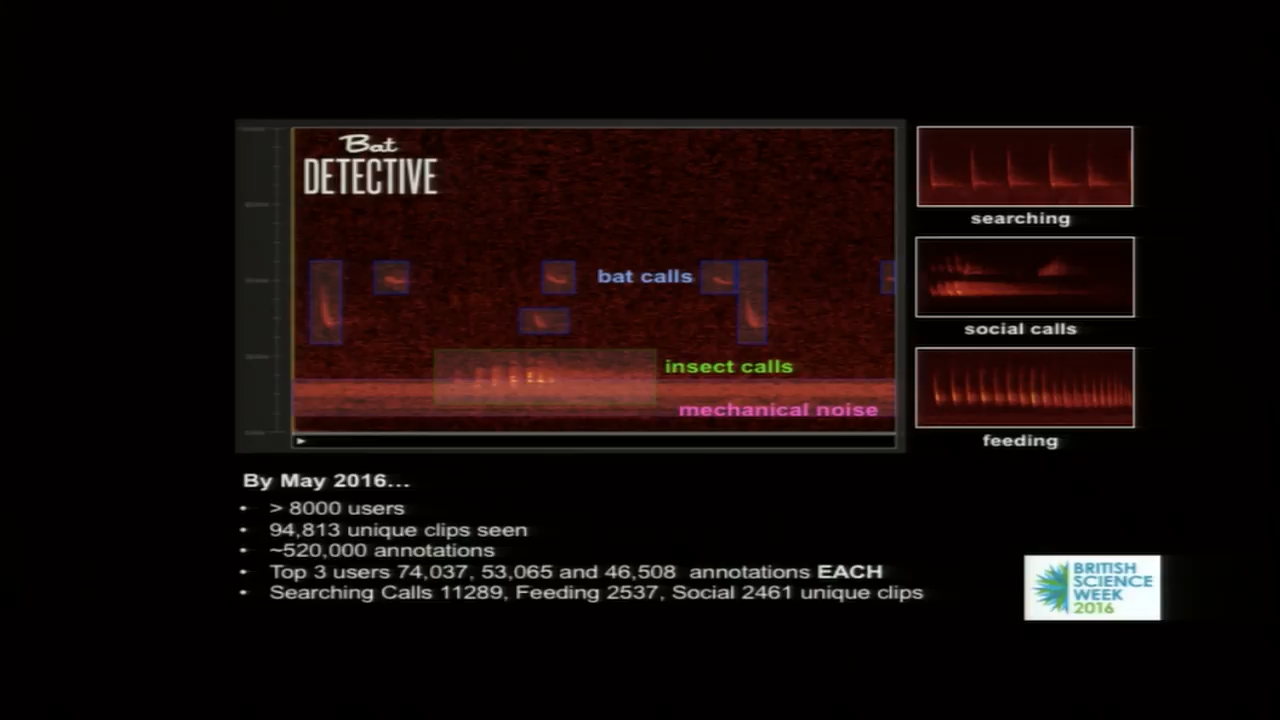 Bat
DETECTIVE
bat calls
insect calls
mechanical noise
searching
social calls
feeding
By May 2016...
• > 8000 users
• 94,813 unique clips seen
• ~520,000 annotations
• Top 3 users 74,037, 53,065 and 46,508 annotations EACH
• Searching Calls 11289, Feeding 2537, Social 2461 unique clips
BRITISH
SCIENCE
WEEK
2016